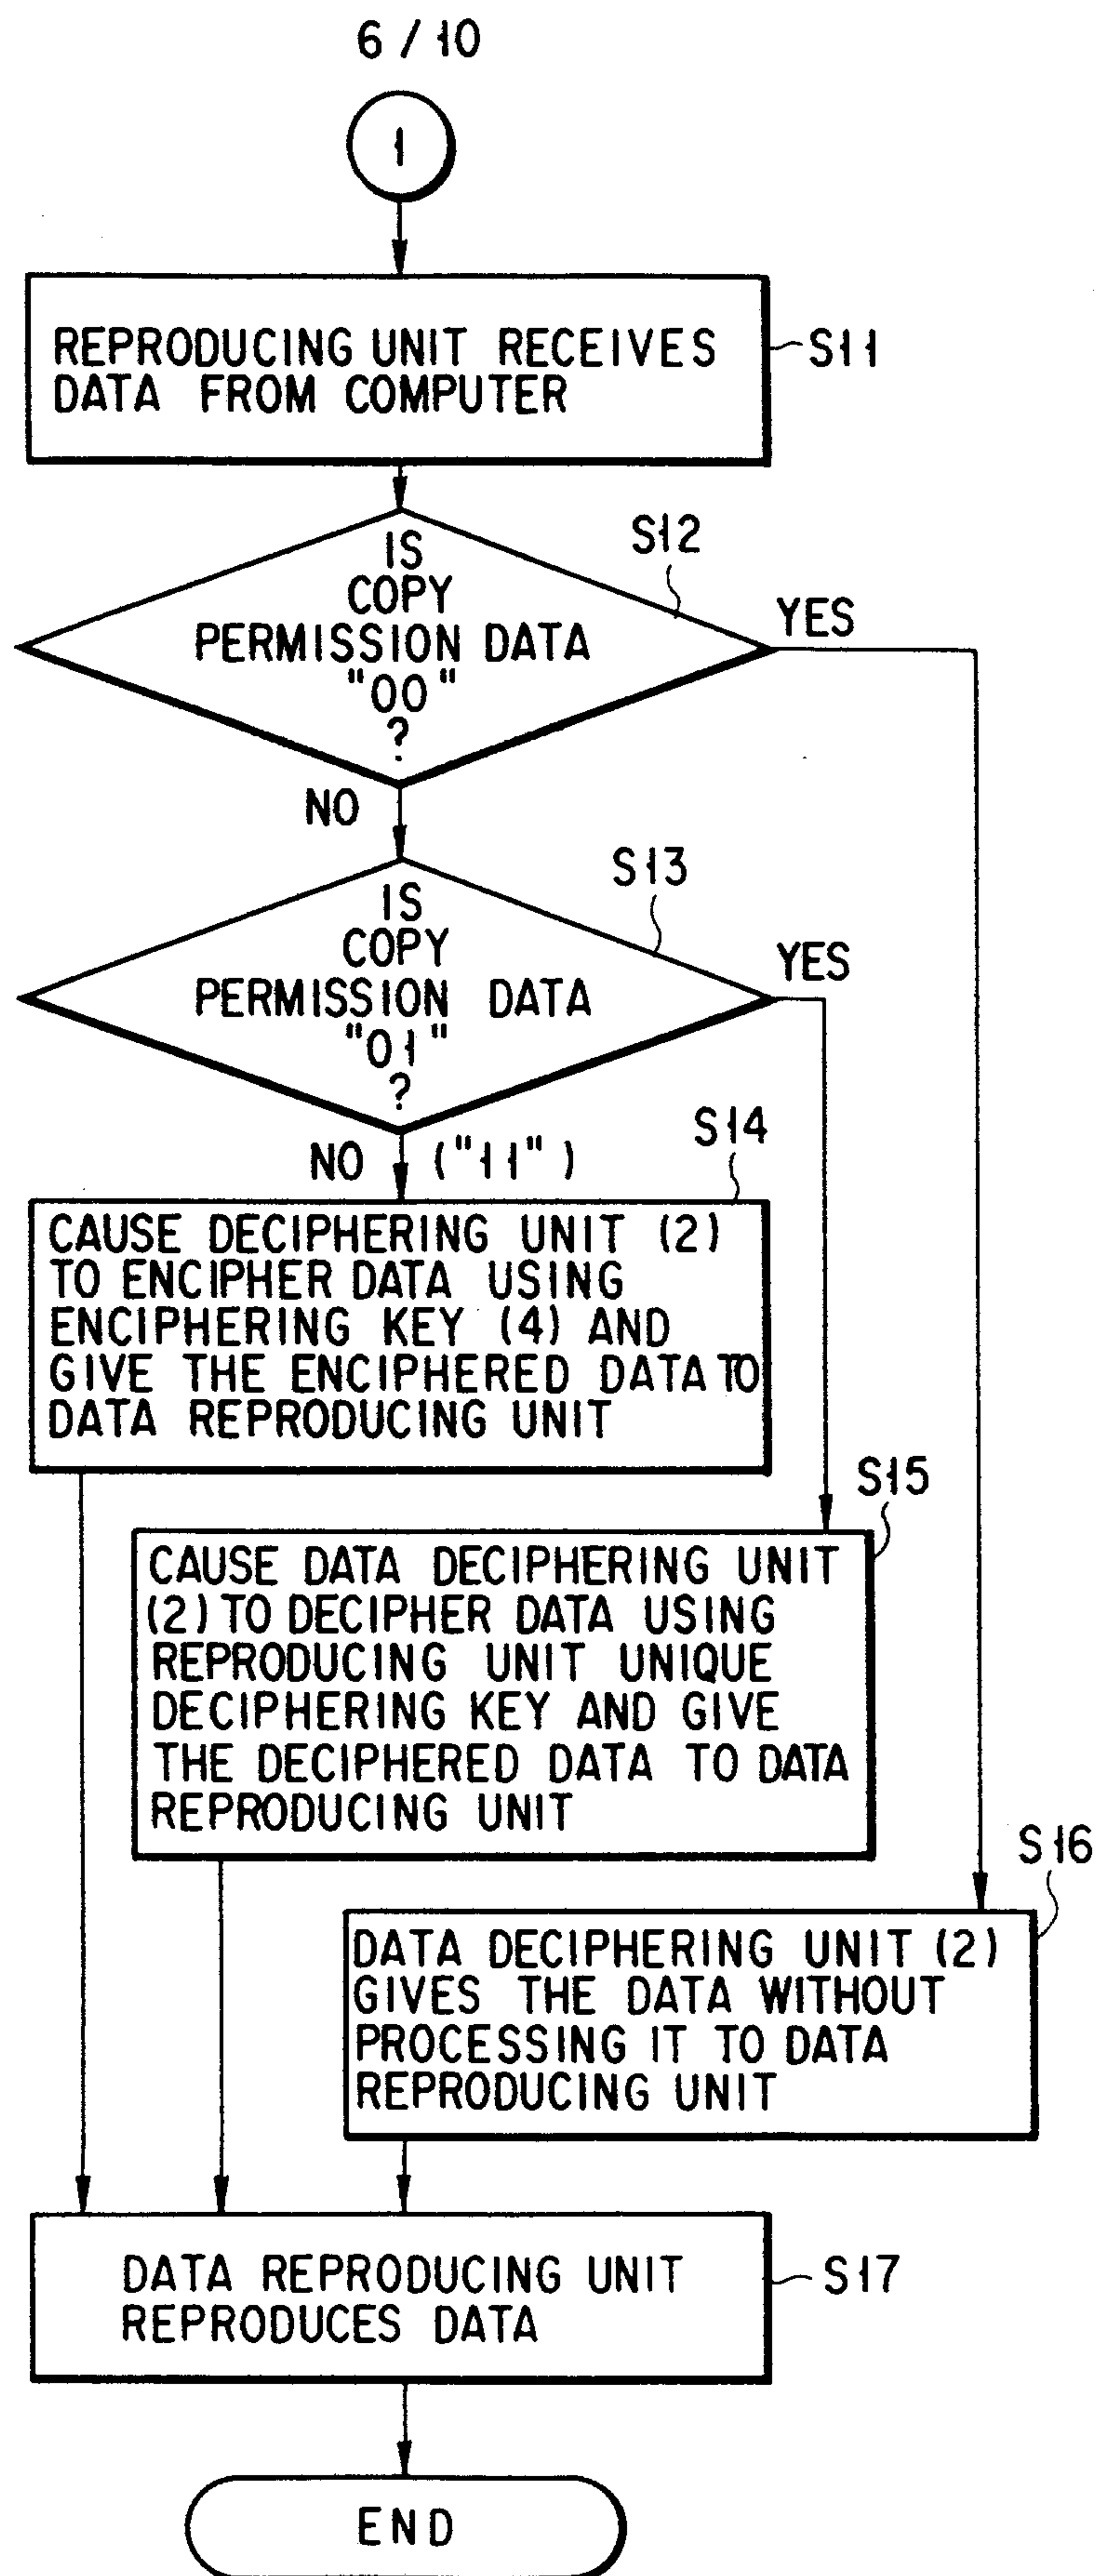 6 / 10
1
REPRODUCING UNIT RECEIVES
DATA FROM COMPUTER
S11
S12
IS
COPY
PERMISSION DATA
"00"
?
YES
NO
S13
IS
COPY
PERMISSION DATA
"01"
?
YES
NO ("11")
S14
CAUSE DECIPHERING UNIT (2)
TO ENCIPHER DATA USING
ENCIPHERING KEY (4) AND
GIVE THE ENCIPHERED DATA TO
DATA REPRODUCING UNIT
S15
CAUSE DATA DECIPHERING UNIT
(2) TO DECIPHER DATA USING
REPRODUCING UNIT UNIQUE
DECIPHERING KEY AND GIVE
THE DECIPHERED DATA TO DATA
REPRODUCING UNIT
S16
DATA DECIPHERING UNIT (2)
GIVES THE DATA WITHOUT
PROCESSING IT TO DATA
REPRODUCING UNIT
DATA REPRODUCING UNIT
REPRODUCES DATA
S17
END